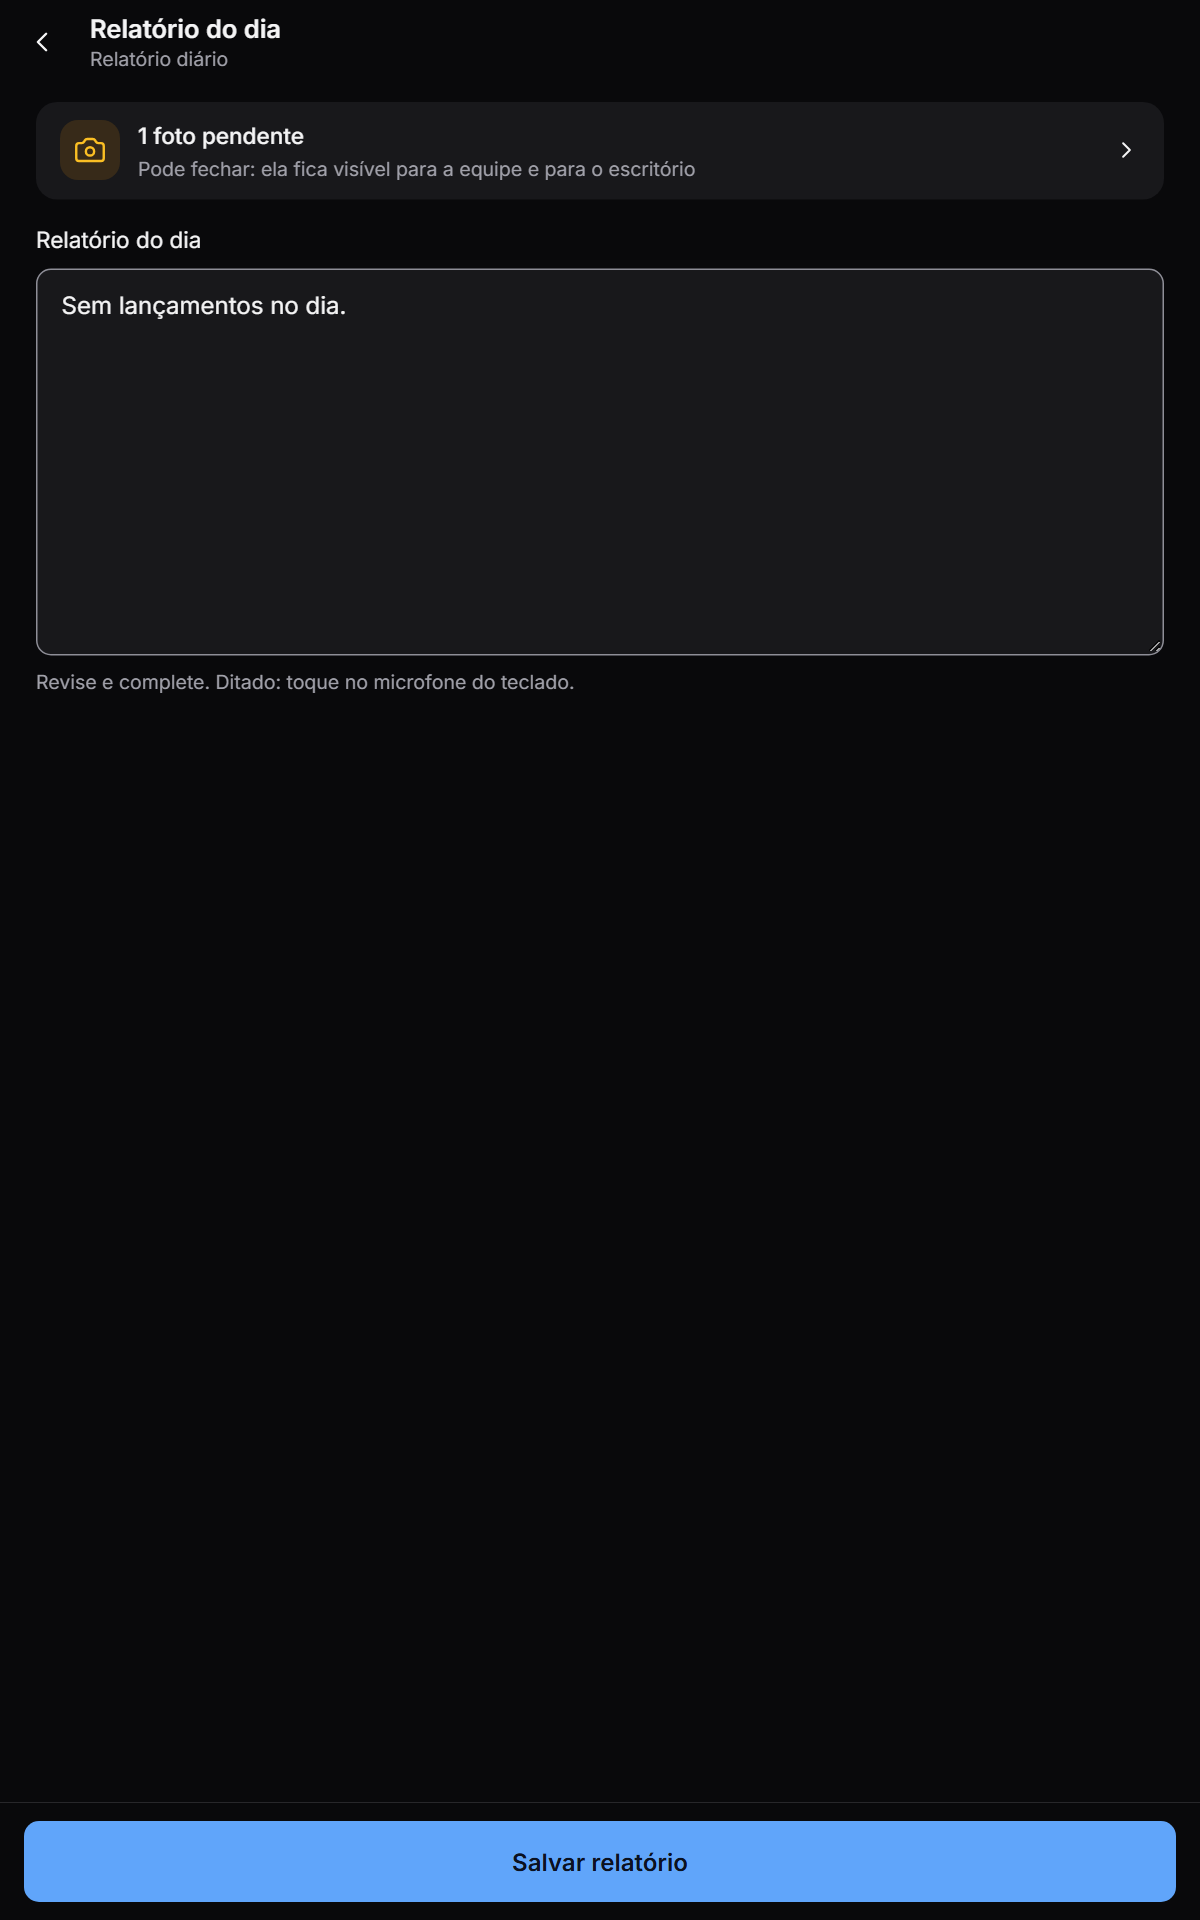 Relatório do dia
Relatório diário
1 foto pendente
Pode fechar: ela fica visível para a equipe e para o escritório
Relatório do dia
Sem lançamentos no dia.
Revise e complete. Ditado: toque no microfone do teclado.
Salvar relatório